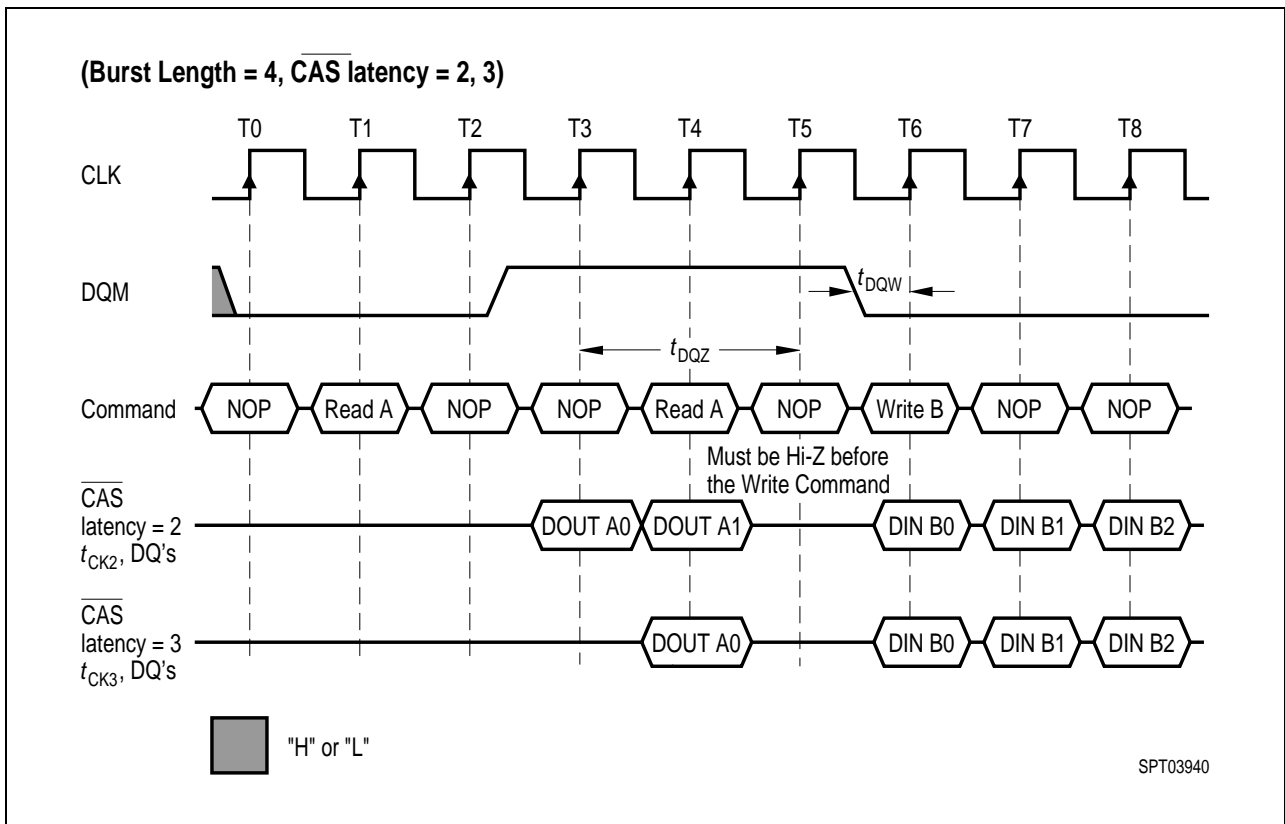 (Burst Length = 4, CAS latency = 2, 3)
T0 T1 T2 T3 T4 T5 T6 T7 T8
CLK
DQM
tDQW
tDQZ
Command NOP Read A NOP NOP Read A NOP Write B NOP NOP
Must be Hi-Z before
the Write Command
CAS
latency = 2
tCK2, DQ's
DOUT A0 DOUT A1 DIN B0 DIN B1 DIN B2
CAS
latency = 3
tCK3, DQ's
DOUT A0 DIN B0 DIN B1 DIN B2
"H" or "L"
SPT03940